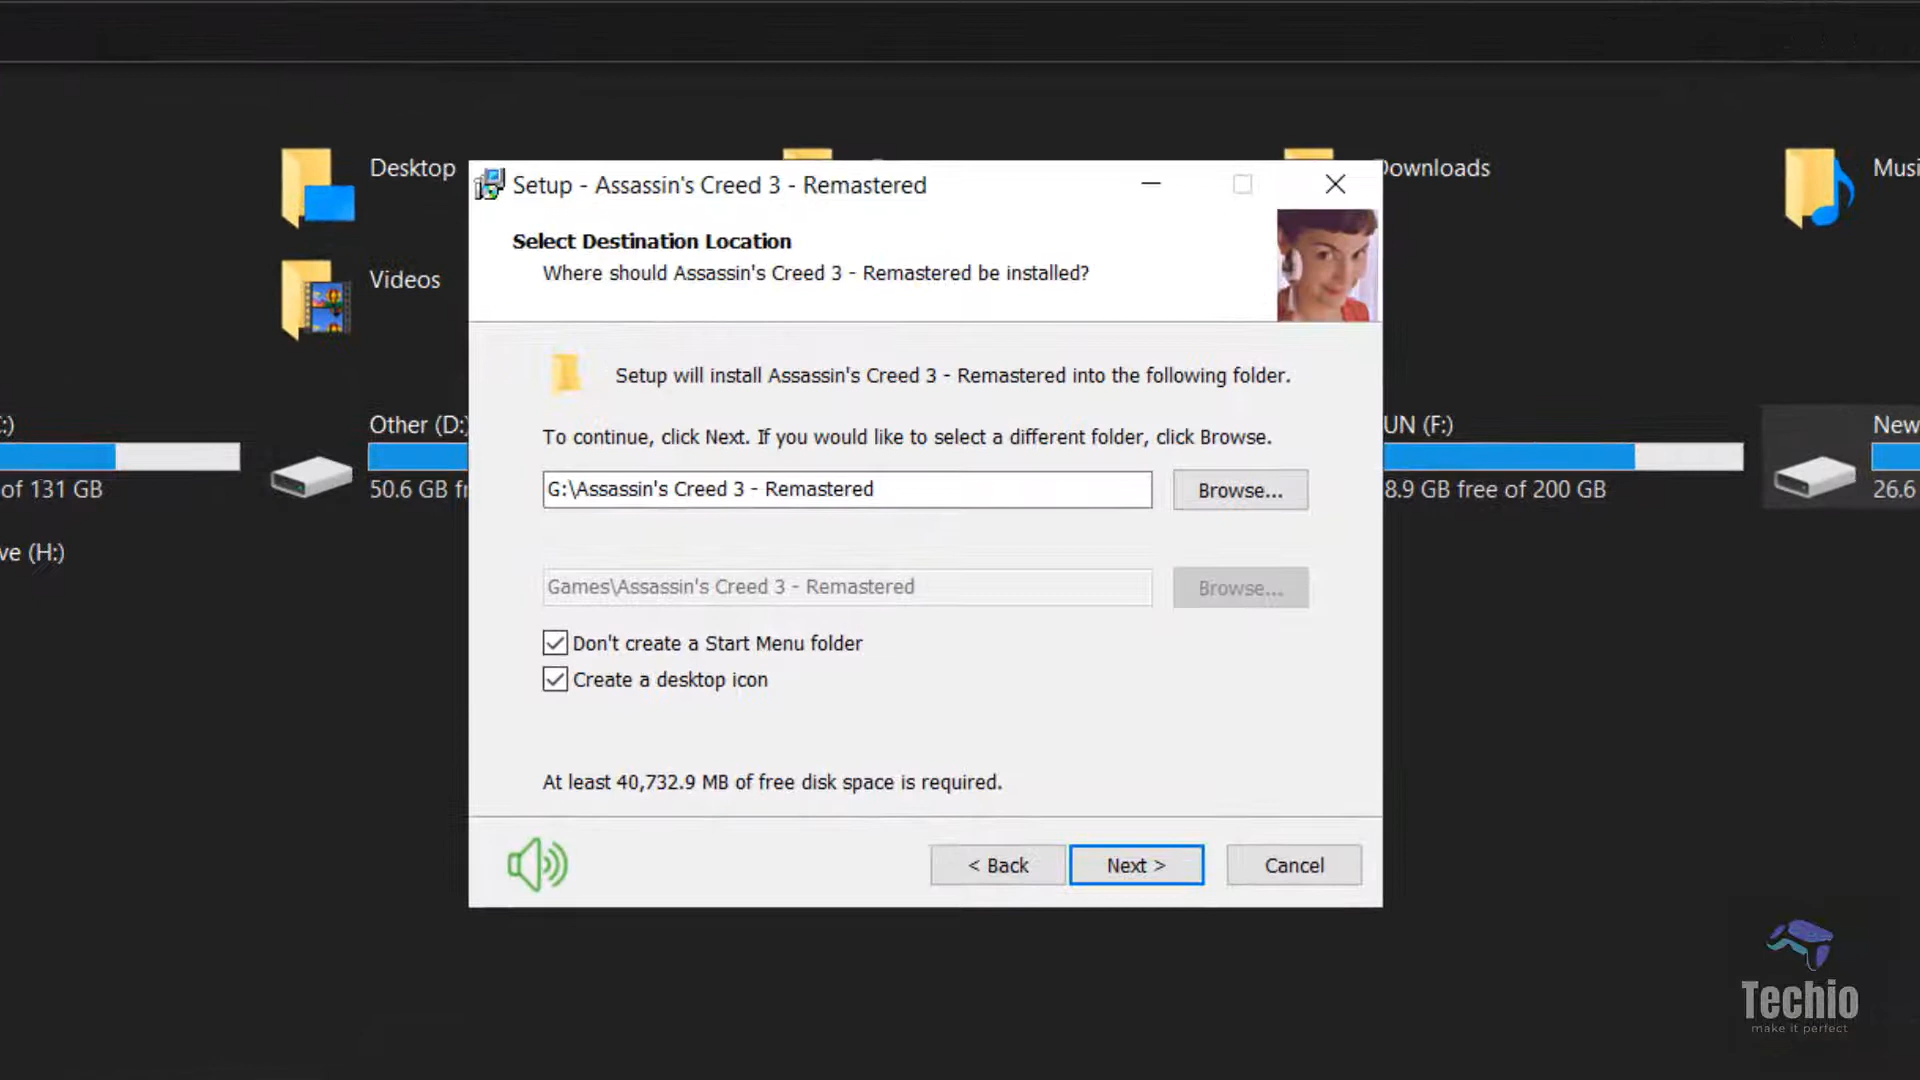 Desktop
Downloads
Musi
Videos
Setup - Assassin's Creed 3 - Remastered
Select Destination Location
Where should Assassin's Creed 3 - Remastered be installed?
Setup will install Assassin's Creed 3 - Remastered into the following folder.
To continue, click Next. If you would like to select a different folder, click Browse.
G:\Assassin's Creed 3 - Remastered
Browse...
Games\Assassin's Creed 3 - Remastered
Browse...
Don't create a Start Menu folder
Create a desktop icon
At least 40,732.9 MB of free disk space is required.
< Back
Next >
Cancel
:)
of 131 GB
Other (D:)
50.6 GB fr
UN (F:)
8.9 GB free of 200 GB
New
26.6
ve (H:)
Techio
make it perfect